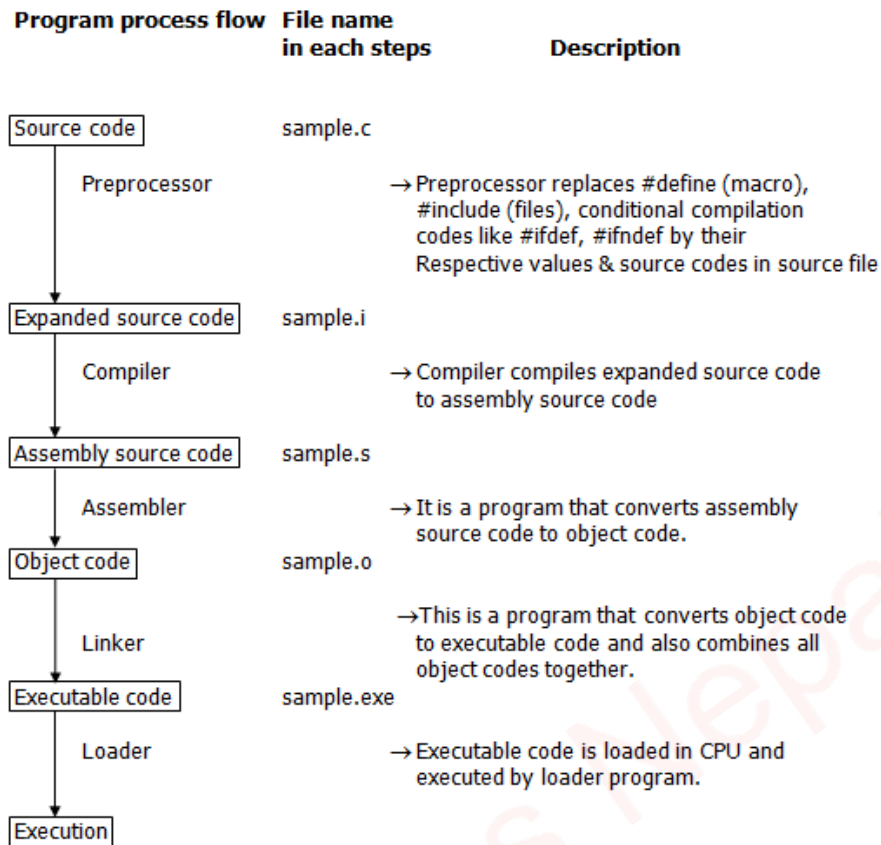 Program process flow File name
in each steps Description
Source code sample.c
Preprocessor → Preprocessor replaces #define (macro),
#include (files), conditional compilation
codes like #ifdef, #ifndef by their
Respective values & source codes in source file
Expanded source code sample.i
Compiler → Compiler compiles expanded source code
to assembly source code
Assembly source code sample.s
Assembler → It is a program that converts assembly
source code to object code.
Object code sample.o
→This is a program that converts object code
Linker to executable code and also combines all
object codes together.
Executable code sample.exe
Loader → Executable code is loaded in CPU and
executed by loader program.
Execution